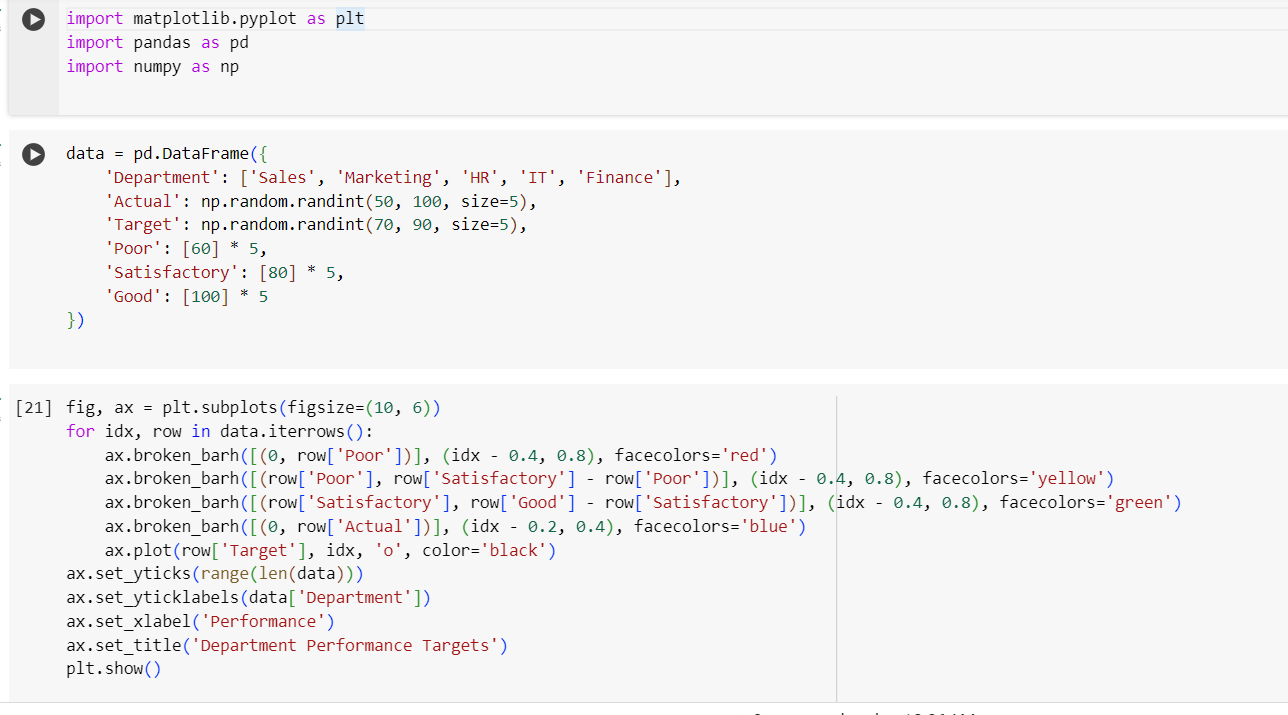 import matplotlib.pyplot as plt
import pandas as pd
import numpy as np
data = pd.DataFrame({
    'Department': ['Sales', 'Marketing', 'HR', 'IT', 'Finance'],
    'Actual': np.random.randint(50, 100, size=5),
    'Target': np.random.randint(70, 90, size=5),
    'Poor': [60] * 5,
    'Satisfactory': [80] * 5,
    'Good': [100] * 5
})
[21] fig, ax = plt.subplots(figsize=(10, 6))
for idx, row in data.iterrows():
    ax.broken_barh([(0, row['Poor'])], (idx - 0.4, 0.8), facecolors='red')
    ax.broken_barh([(row['Poor'], row['Satisfactory'] - row['Poor'])], (idx - 0.4, 0.8), facecolors='yellow')
    ax.broken_barh([(row['Satisfactory'], row['Good'] - row['Satisfactory'])], (idx - 0.4, 0.8), facecolors='green')
    ax.broken_barh([(0, row['Actual'])], (idx - 0.2, 0.4), facecolors='blue')
    ax.plot(row['Target'], idx, 'o', color='black')
ax.set_yticks(range(len(data)))
ax.set_yticklabels(data['Department'])
ax.set_xlabel('Performance')
ax.set_title('Department Performance Targets')
plt.show()